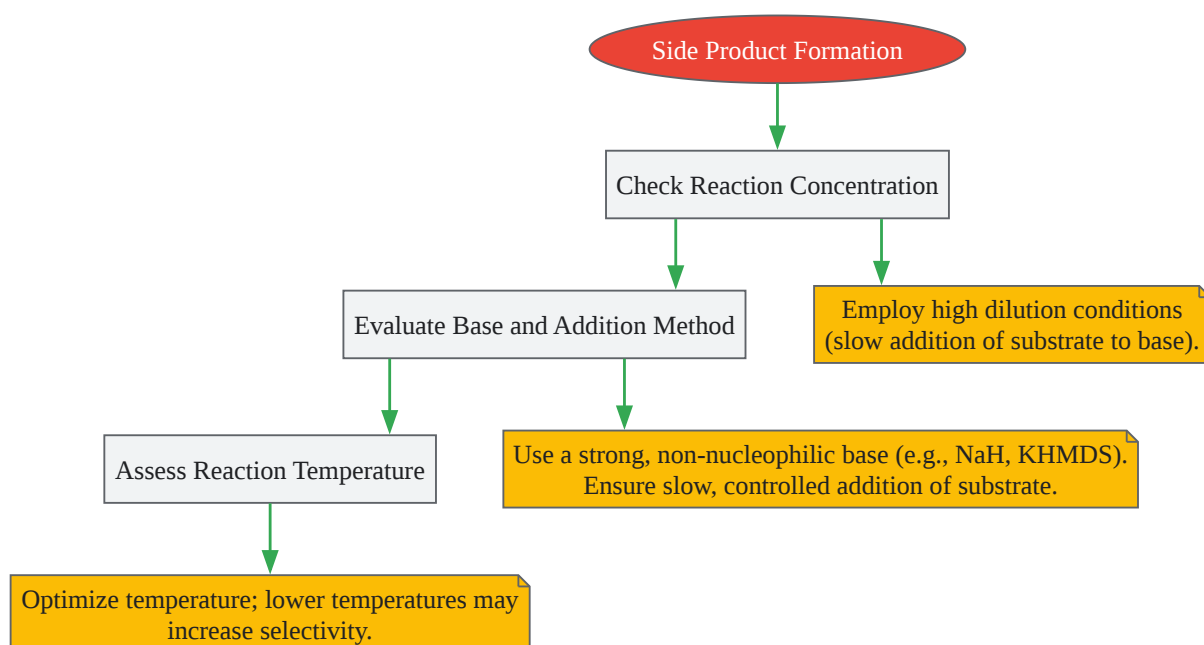 Side Product Formation
Check Reaction Concentration
Evaluate Base and Addition Method
Employ high dilution conditions
(slow addition of substrate to base).
Assess Reaction Temperature
Use a strong, non-nucleophilic base (e.g., NaH, KHMDS).
Ensure slow, controlled addition of substrate.
Optimize temperature; lower temperatures may
increase selectivity.